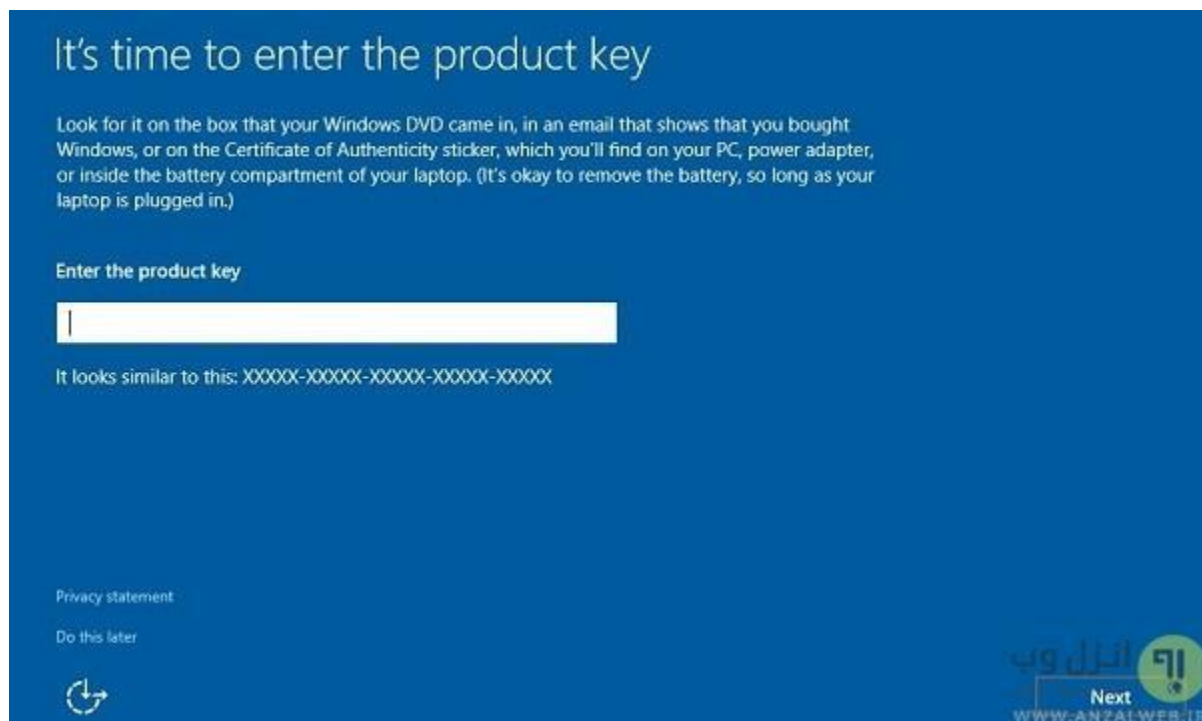 It's time to enter the product key
Look for it on the box that your Windows DVD came in, in an email that shows that you bought
Windows, or on the Certificate of Authenticity sticker, which you'll find on your PC, power adapter,
or inside the battery compartment of your laptop. (It's okay to remove the battery, so long as your
laptop is plugged in.)
Enter the product key
It looks similar to this: XXXXX-XXXXX-XXXXX-XXXXX-XXXXX
Privacy statement
Do this later
انزل وب
Next
WWW.ANZALWEB.I